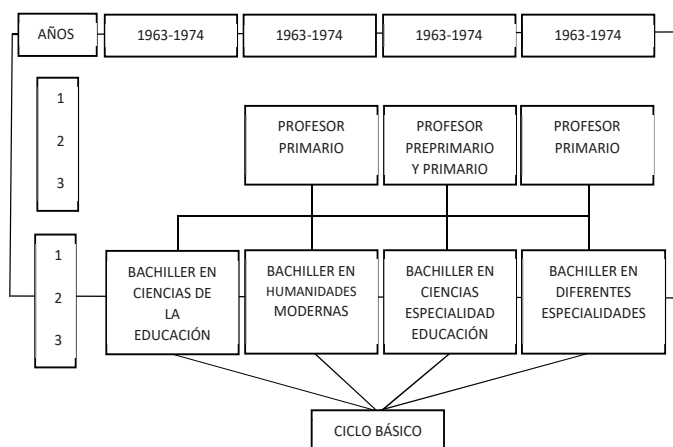 AÑOS
1963-1974
1963-1974
1963-1974
1963-1974
1
2
3
PROFESOR
PRIMARIO
PROFESOR
PREPRIMARIO
Y PRIMARIO
PROFESOR
PRIMARIO
1
2
3
BACHILLER EN
CIENCIAS DE
LA
EDUCACIÓN
BACHILLER EN
HUMANIDADES
MODERNAS
BACHILLER EN
CIENCIAS
ESPECIALIDAD
EDUCACIÓN
BACHILLER EN
DIFERENTES
ESPECIALIDADES
CICLO BÁSICO